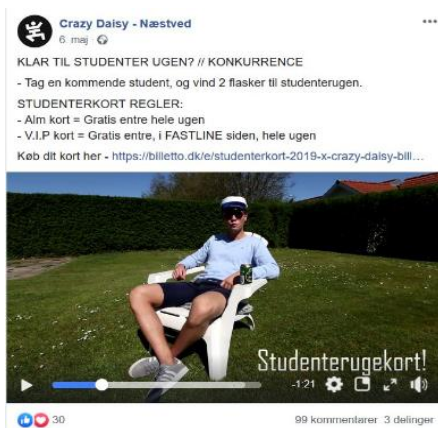 Crazy Daisy - Næstved
6. maj
KLAR TIL STUDENTER UGEN? // KONKURRENCE
- Tag en kommende student, og vind 2 flasker til studenterugen.
STUDENTERKORT REGLER:
- Alm kort = Gratis entre hele ugen
- V.I.P kort = Gratis entre, i FASTLINE siden, hele ugen
Køb dit kort her - https://billetto.dk/e/studenterkort-2019-x-crazy-daisy-bill...
Studenterugekort!
-1:21
30
99 kommentarer 3 delinger